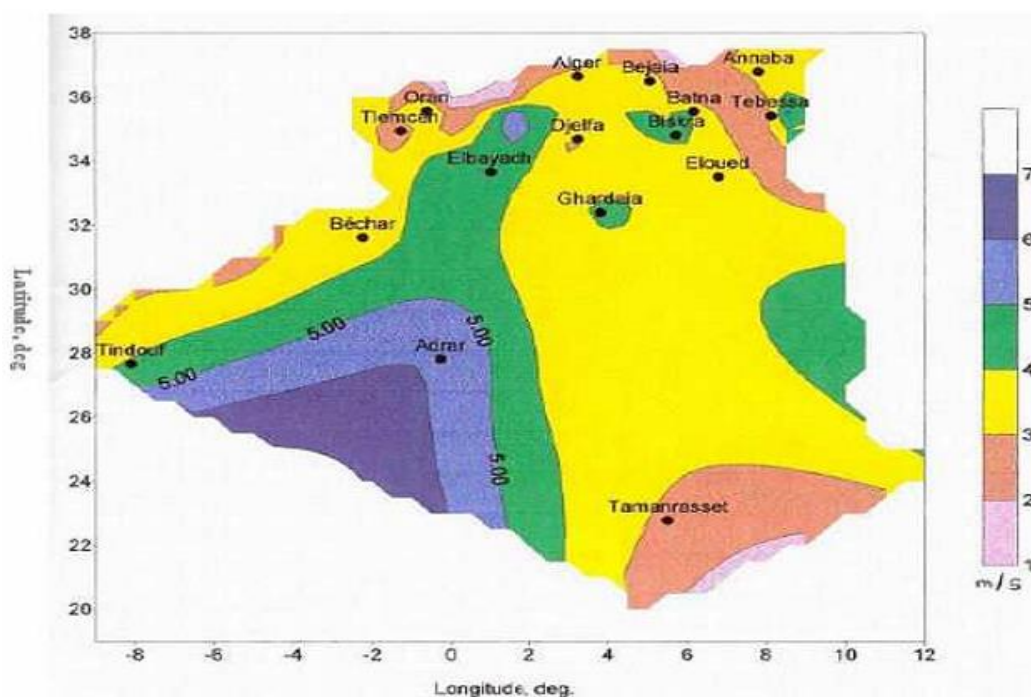 38
36
34
32
30
28
26
24
22
20
Latitude, deg
Alger
Bejaia
Annaba
Oran
Batna
Tebessa
Tlemcen
Djelfa
Biskra
Elbayadh
Eloued
Ghardaia
Béchar
5.00
5.00
Adrar
Tindouf
5.00
5.00
Tamanrasset
-8 -6 -4 -2 0 2 4 6 8 10 12
Longitude, deg.
7
6
5
4
3
2
1
m/s